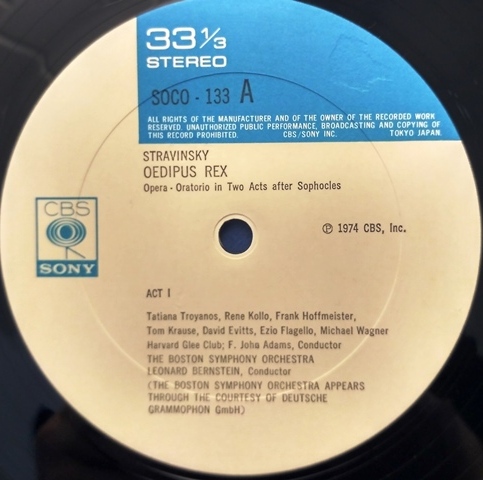 33 1/3
STEREO
SOCO - 133 A
ALL RIGHTS OF THE MANUFACTURER AND OF THE OWNER OF THE RECORDED WORK
RESERVED. UNAUTHORIZED PUBLIC PERFORMANCE, BROADCASTING AND COPYING OF
THIS RECORD PROHIBITED. CBS/SONY INC. TOKYO JAPAN
STRAVINSKY
OEDIPUS REX
Opera - Oratorio in Two Acts after Sophocles
CBS
SONY
℗ 1974 CBS, Inc.
ACT I
Tatiana Troyanos, Rene Kollo, Frank Hoffmeister,
Tom Krause, David Evitts, Ezio Flagello, Michael Wagner
Harvard Glee Club; F. John Adams, Conductor
THE BOSTON SYMPHONY ORCHESTRA
LEONARD BERNSTEIN, Conductor
(THE BOSTON SYMPHONY ORCHESTRA APPEARS
THROUGH THE COURTESY OF DEUTSCHE
GRAMMOPHON GmbH)